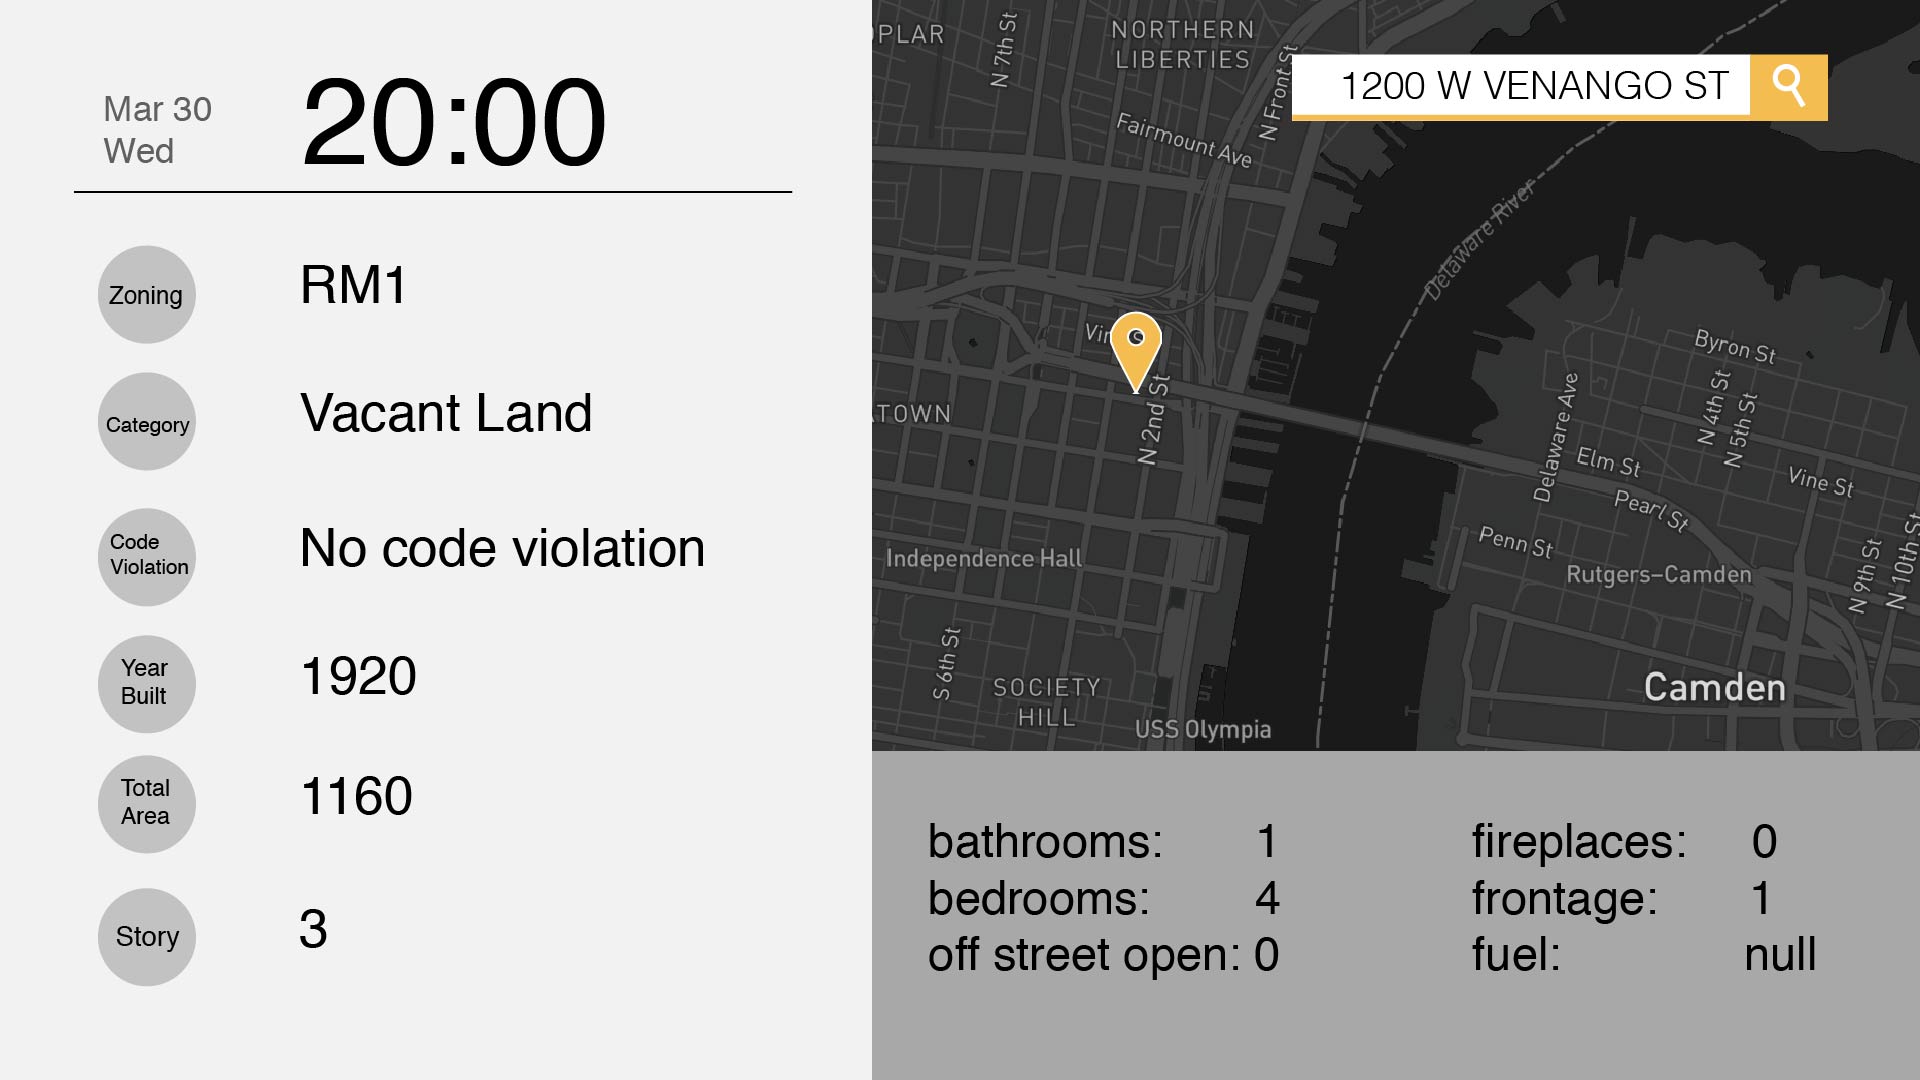 Mar 30
Wed
20:00
Zoning
RM1
Category
Vacant Land
Code
Violation
No code violation
Year
Built
1920
Total
Area
1160
Story
3
1200 W VENANGO ST
OPLAR
N 7th St
NORTHERN
LIBERTIES
N Front St
Fairmount Ave
Delaware River
N 2nd St
ATOWN
Byron St
Delaware Ave
N 4th St
N 5th St
Elm St
Vine St
Pearl St
Penn St
Independence Hall
Rutgers–Camden
N 9th St
N 10th St
S 6th St
SOCIETY
HILL
USS Olympia
Camden
bathrooms: 1
bedrooms: 4
off street open: 0
fireplaces: 0
frontage: 1
fuel: null